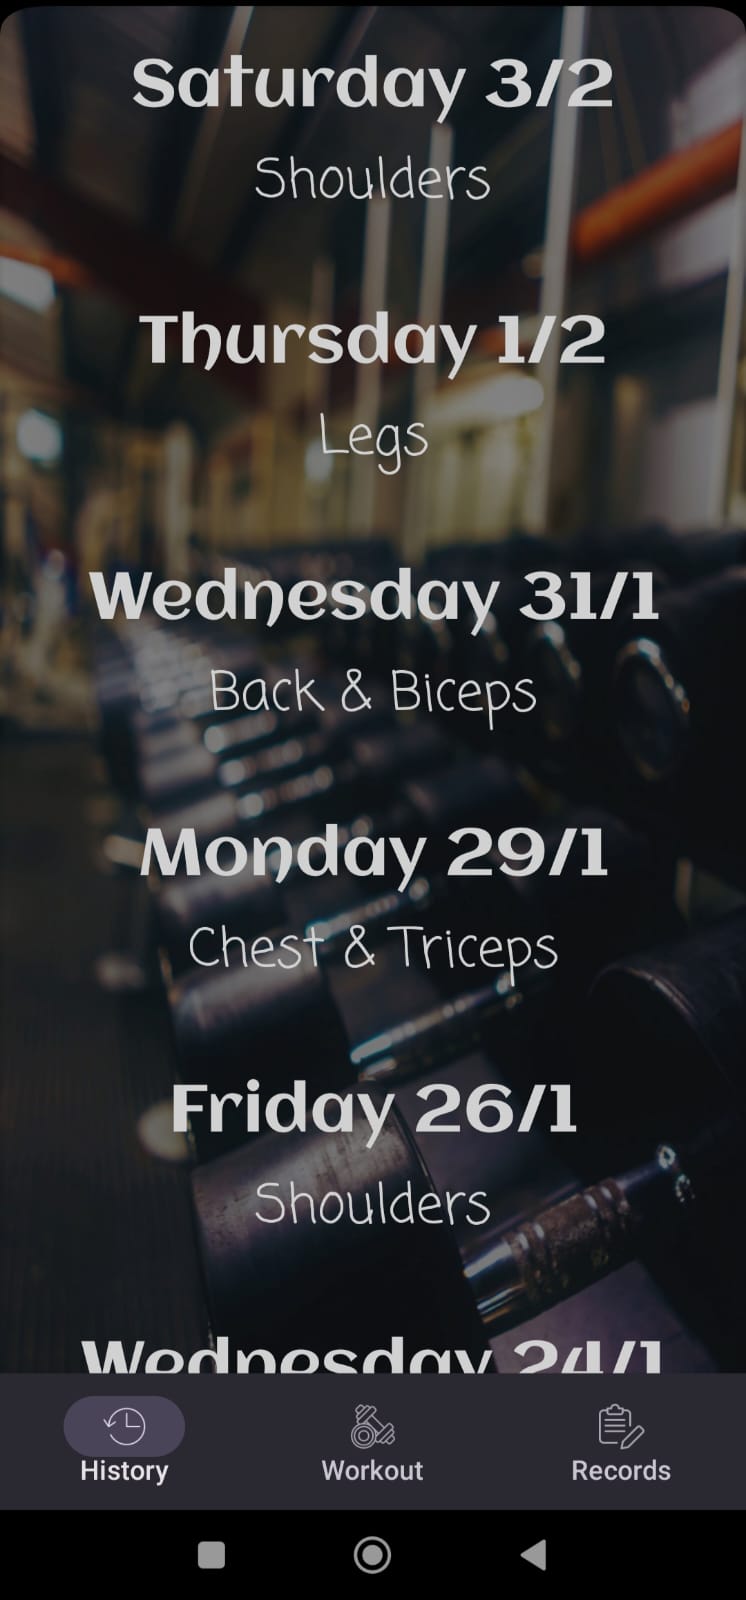 Saturday 3/2
Shoulders
Thursday 1/2
Legs
Wednesday 31/1
Back & Biceps
Monday 29/1
Chest & Triceps
Friday 26/1
Shoulders
Wednesday 24/1
History
Workout
Records